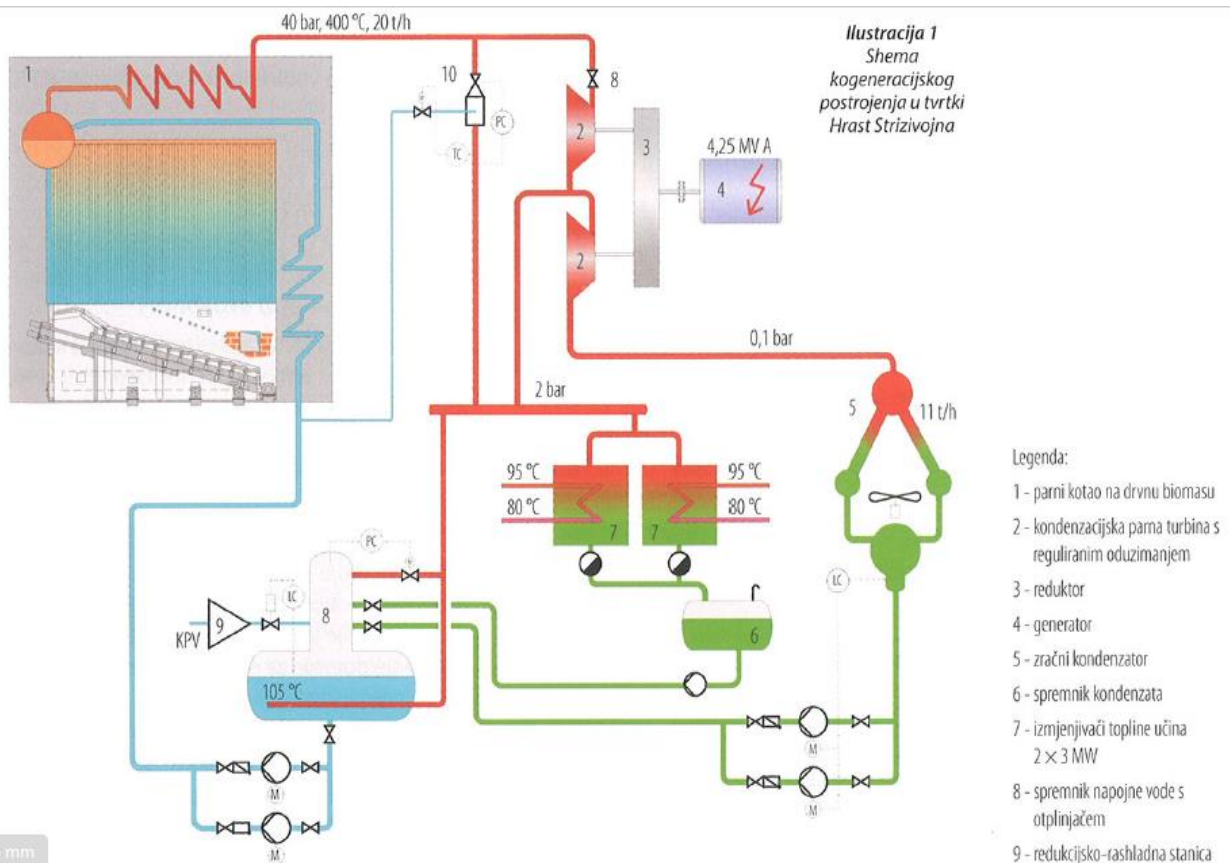 40 bar, 400 °C, 20 t/h
Ilustracija 1
Shema
kogeneracijskog
postrojenja u tvrtki
Hrast Strizivojna
1
10
8
PC
TC
2
3
4,25 MV A
4
2
0,1 bar
2 bar
5
11 t/h
95 °C
80 °C
7
95 °C
80 °C
7
PC
LC
8
9
KPV
105 °C
6
LC
M
M
M
M
Legenda:
1 - parni kotao na drvnu biomasu
2 - kondenzacijska parna turbina s
reguliranim oduzimanjem
3 - reduktor
4 - generator
5 - zračni kondenzator
6 - spremnik kondenzata
7 - izmjenjivači topline učina
2 × 3 MW
8 - spremnik napojne vode s
otplinjačem
9 - redukcijsko-rashladna stanica
mm